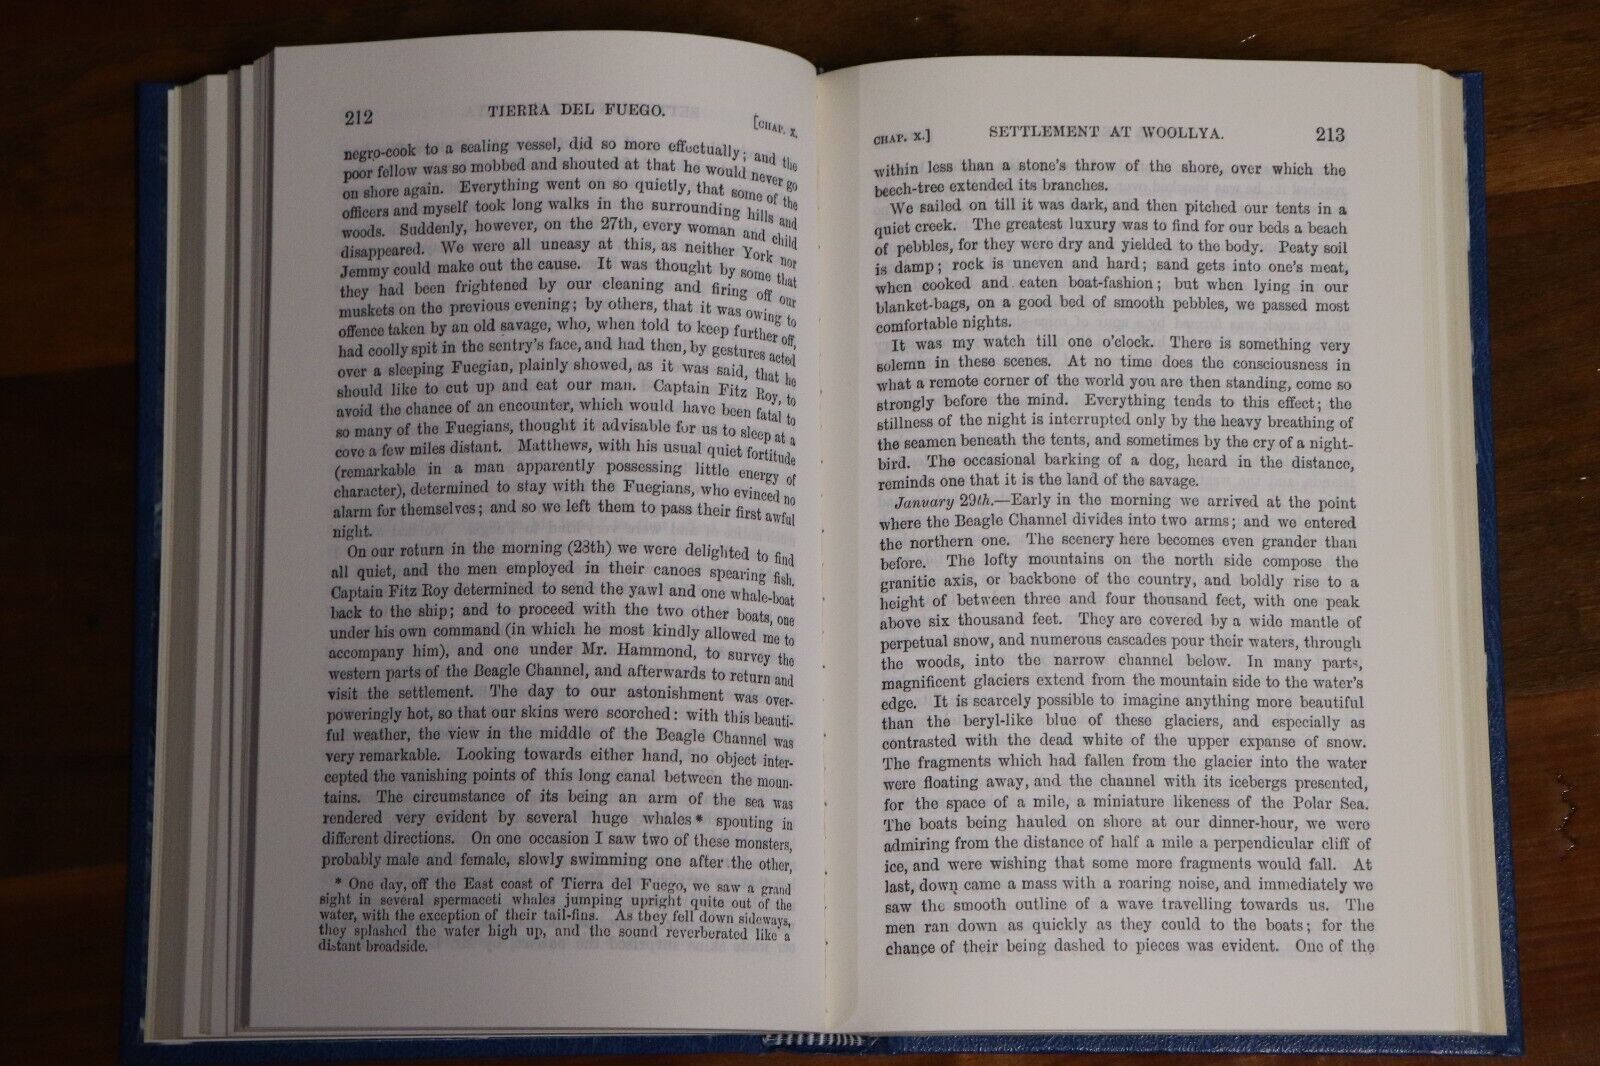 212
TIERRA DEL FUEGO.
[CHAP. X.
negro-cook to a sealing vessel, did so more effectually; and the
poor fellow was so mobbed and shouted at that he would never go
on shore again. Everything went on so quietly, that some of the
officers and myself took long walks in the surrounding hills and
woods. Suddenly, however, on the 27th, every woman and child
disappeared. We were all uneasy at this, as neither York nor
Jemmy could make out the cause. It was thought by some that
they had been frightened by our cleaning and firing off our
muskets on the previous evening; by others, that it was owing to
offence taken by an old savage, who, when told to keep further off,
had coolly spit in the sentry's face, and had then, by gestures acted
over a sleeping Fuegian, plainly showed, as it was said, that he
should like to cut up and eat our man. Captain Fitz Roy, to
avoid the chance of an encounter, which would have been fatal to
so many of the Fuegians, thought it advisable for us to sleep at a
cove a few miles distant. Matthews, with his usual quiet fortitude
(remarkable in a man apparently possessing little energy of
character), determined to stay with the Fuegians, who evinced no
alarm for themselves; and so we left them to pass their first awful
night.
On our return in the morning (28th) we were delighted to find
all quiet, and the men employed in their canoes spearing fish.
Captain Fitz Roy determined to send the yawl and one whale-boat
back to the ship; and to proceed with the two other boats, one
under his own command (in which he most kindly allowed me to
accompany him), and one under Mr. Hammond, to survey the
western parts of the Beagle Channel, and afterwards to return and
visit the settlement. The day to our astonishment was over-
poweringly hot, so that our skins were scorched: with this beauti-
ful weather, the view in the middle of the Beagle Channel was
very remarkable. Looking towards either hand, no object inter-
cepted the vanishing points of this long canal between the moun-
tains. The circumstance of its being an arm of the sea was
rendered very evident by several huge whales * spouting in
different directions. On one occasion I saw two of these monsters,
probably male and female, slowly swimming one after the other,
* One day, off the East coast of Tierra del Fuego, we saw a grand
sight in several spermaceti whales jumping upright quite out of the
water, with the exception of their tail-fins. As they fell down sideways,
they splashed the water high up, and the sound reverberated like a
distant broadside.
CHAP. X.]
SETTLEMENT AT WOOLLYA.
213
within less than a stone's throw of the shore, over which the
beech-tree extended its branches.
We sailed on till it was dark, and then pitched our tents in a
quiet creek. The greatest luxury was to find for our beds a beach
of pebbles, for they were dry and yielded to the body. Peaty soil
is damp; rock is uneven and hard; sand gets into one's meat,
when cooked and eaten boat-fashion; but when lying in our
blanket-bags, on a good bed of smooth pebbles, we passed most
comfortable nights.
It was my watch till one o'clock. There is something very
solemn in these scenes. At no time does the consciousness in
what a remote corner of the world you are then standing, come so
strongly before the mind. Everything tends to this effect; the
stillness of the night is interrupted only by the heavy breathing of
the seamen beneath the tents, and sometimes by the cry of a night-
bird. The occasional barking of a dog, heard in the distance,
reminds one that it is the land of the savage.
January 29th.—Early in the morning we arrived at the point
where the Beagle Channel divides into two arms; and we entered
the northern one. The scenery here becomes even grander than
before. The lofty mountains on the north side compose the
granitic axis, or backbone of the country, and boldly rise to a
height of between three and four thousand feet, with one peak
above six thousand feet. They are covered by a wide mantle of
perpetual snow, and numerous cascades pour their waters, through
the woods, into the narrow channel below. In many parts,
magnificent glaciers extend from the mountain side to the water's
edge. It is scarcely possible to imagine anything more beautiful
than the beryl-like blue of these glaciers, and especially as
contrasted with the dead white of the upper expanse of snow.
The fragments which had fallen from the glacier into the water
were floating away, and the channel with its icebergs presented,
for the space of a mile, a miniature likeness of the Polar Sea.
The boats being hauled on shore at our dinner-hour, we were
admiring from the distance of half a mile a perpendicular cliff of
ice, and were wishing that some more fragments would fall. At
last, down came a mass with a roaring noise, and immediately we
saw the smooth outline of a wave travelling towards us. The
men ran down as quickly as they could to the boats; for the
chance of their being dashed to pieces was evident. One of the